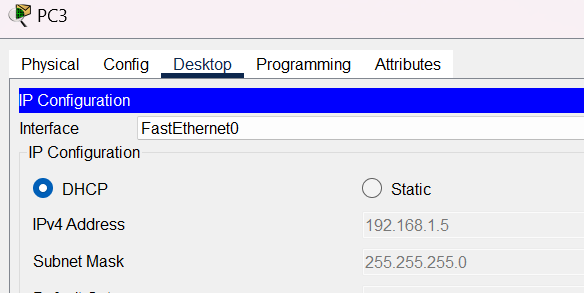 PC3
Physical Config Desktop Programming Attributes
IP Configuration
Interface FastEthernet0
IP Configuration
DHCP Static
IPv4 Address 192.168.1.5
Subnet Mask 255.255.255.0